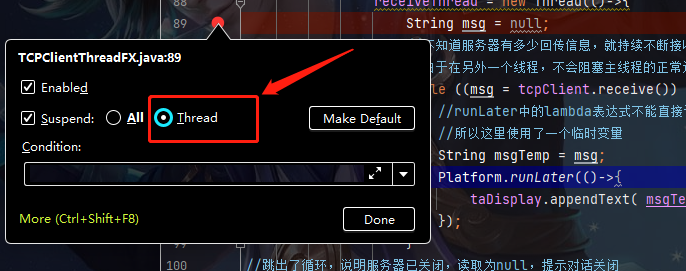 88 receiveThread = new Thread(()->{
89 String msg = null;
不知道服务器有多少回传信息，就持续不断接收
由于在另外一个线程，不会阻塞主线程的正常
((msg = tcpClient.receive())
//runLater中的lambda表达式不能直接
//所以这里使用了一个临时变量
String msgTemp = msg;
Platform.runLater(()->{
taDisplay.appendText( msgTe
});
}
100 //跳出了循环，说明服务器已关闭，读取为null，提示对话关闭
TCPClientThreadFX.java:89
Enabled
Suspend: All Thread Make Default
Condition:
More (Ctrl+Shift+F8) Done